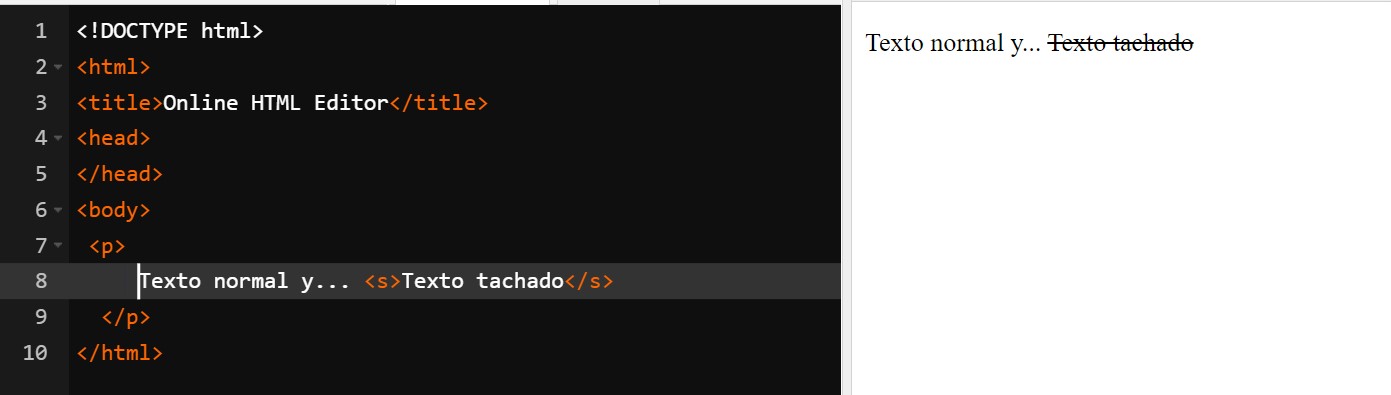 1 <!DOCTYPE html>
2 <html>
3 <title>Online HTML Editor</title>
4 <head>
5 </head>
6 <body>
7 <p>
8 Texto normal y... <s>Texto tachado</s>
9 </p>
10 </html>
Texto normal y... Texto tachado